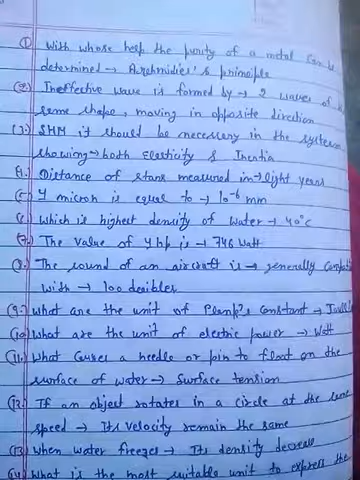 ① With whose help the purity of a metal can be
determined → Archmidies's principle
②. Ineffective wave is formed by → 2 waves of
same shape, moving in opposite direction
③. SHM it should be necessary in the system
showing → both Elasticity & Inertia
4. Distance of stars measured in → light years
5. 1 micron is equal to → 10⁻⁶ mm
6. Which is highest density of water → 4°C
7. The value of 1 hp is → 746 Watt
8. The sound of an aircraft is → generally
with → 100 decibles
9. What are the unit of Plank's Constant →
10. What are the unit of electric power → Watt
11. What causes a needle or pin to float on the
surface of water → Surface tension
12. If an object rotates in a circle at the same
speed → Its velocity remain the same
13. When water freezes → Its density decrease
14. What is the most suitable unit to express the